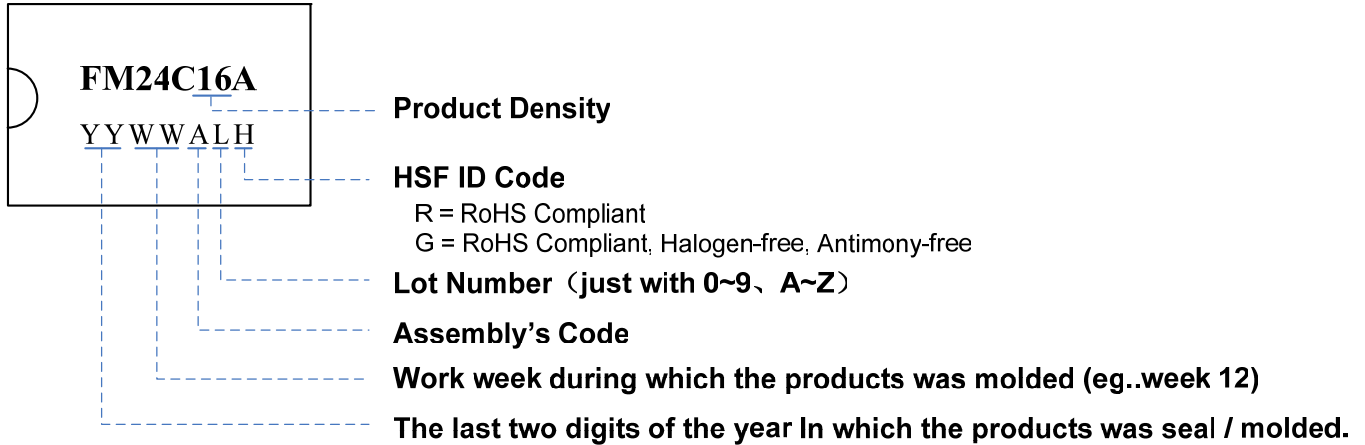 FM24C16A
YYWWALH
Product Density
HSF ID Code
R = RoHS Compliant
G = RoHS Compliant, Halogen-free, Antimony-free
Lot Number（just with 0~9、A~Z）
Assembly’s Code
Work week during which the products was molded (eg..week 12)
The last two digits of the year In which the products was seal / molded.